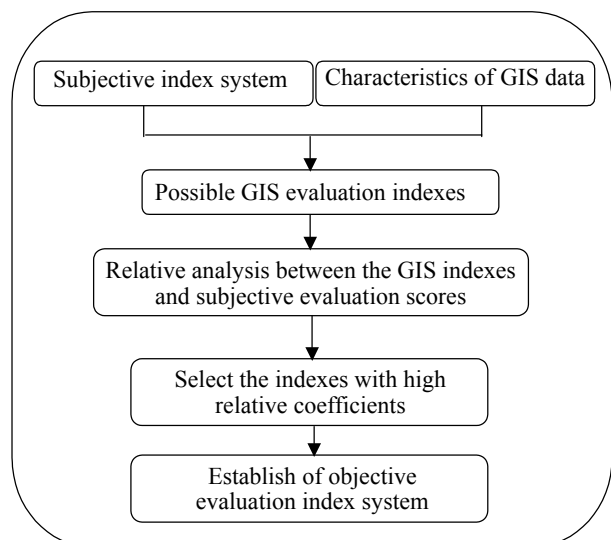 Subjective index system
Characteristics of GIS data
Possible GIS evaluation indexes
Relative analysis between the GIS indexes
and subjective evaluation scores
Select the indexes with high
relative coefficients
Establish of objective
evaluation index system